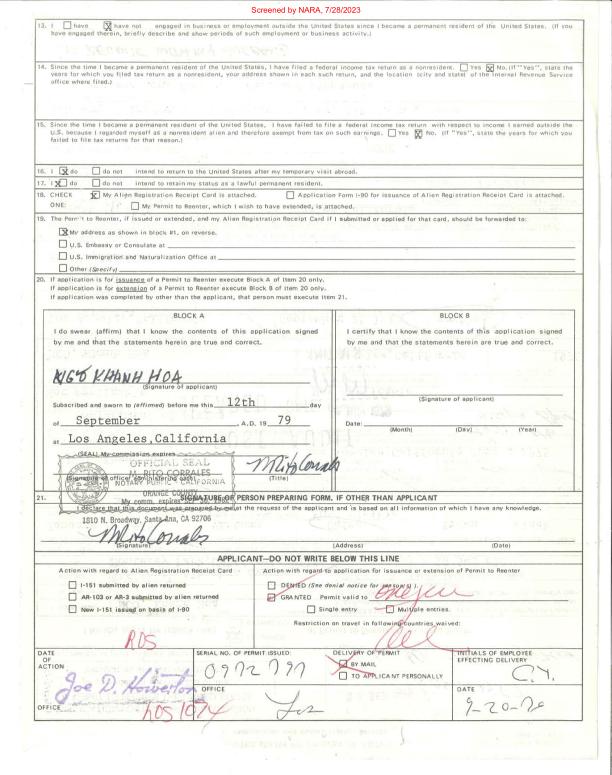 Screened by NARA, 7/28/2023
13. I have have not engaged in business or employment outside the United States since I became a permanent resident of the United States. (If you
have engaged therein, briefly describe and show periods of such employment or business activity.)
14. Since the time I became a permanent resident of the United States, I have filed a federal income tax return as a nonresident. Yes No. (If "Yes", state the
years for which you filed tax return as a nonresident, your address shown in each such return, and the location (city and state) of the Internal Revenue Service
office where filed.)
15. Since the time I became a permanent resident of the United States, I have failed to file a federal income tax return with respect to income I earned outside the
U.S. because I regarded myself as a nonresident alien and therefore exempt from tax on such earnings. Yes No. (If "Yes", state the years for which you
failed to file tax returns for that reason.)
16. I do do not intend to return to the United States after my temporary visit abroad.
17. I do do not intend to retain my status as a lawful permanent resident.
18. CHECK My Alien Registration Receipt Card is attached. Application Form I-90 for issuance of Alien Registration Receipt Card is attached.
ONE: My Permit to Reenter, which I wish to have extended, is attached.
19. The Permit to Reenter, if issued or extended, and my Alien Registration Receipt Card if I submitted or applied for that card, should be forwarded to:
My address as shown in block #1, on reverse.
U.S. Embassy or Consulate at
U.S. Immigration and Naturalization Office at
Other (Specify)
20. If application is for issuance of a Permit to Reenter execute Block A of Item 20 only.
If application is for extension of a Permit to Reenter execute Block B of Item 20 only.
If application was completed by other than the applicant, that person must execute Item 21.
BLOCK A
I do swear (affirm) that I know the contents of this application signed
by me and that the statements herein are true and correct.
NGÔ KHANH HOA
(Signature of applicant)
Subscribed and sworn to (affirmed) before me this 12th day
of September , A.D. 19 79
at Los Angeles, California
(SEAL) My commission expires
OFFICIAL SEAL
M. RITO CORRALES
NOTARY PUBLIC - CALIFORNIA
ORANGE COUNTY
(Signature of officer administering oath)
M Rito Corrales
(Title)
BLOCK B
I certify that I know the contents of this application signed
by me and that the statements herein are true and correct.
(Signature of applicant)
Date:
(Month) (Day) (Year)
21. SIGNATURE OF PERSON PREPARING FORM, IF OTHER THAN APPLICANT
I declare that this document was prepared by me at the request of the applicant and is based on all information of which I have any knowledge.
1810 N. Broadway, Santa Ana, CA 92706
M Rito Corrales
(Signature) (Address) (Date)
APPLICANT—DO NOT WRITE BELOW THIS LINE
Action with regard to Alien Registration Receipt Card
I-151 submitted by alien returned
AR-103 or AR-3 submitted by alien returned
New I-151 issued on basis of I-90
Action with regard to application for issuance or extension of Permit to Reenter
DENIED (See denial notice for reason(s).)
GRANTED Permit valid to one year
Single entry Multiple entries.
Restriction on travel in following countries waived:
All
RDS
DATE
OF
ACTION
Joe D. Howerton
OFFICE
SERIAL NO. OF PERMIT ISSUED:
0972797
OFFICE
Los
DELIVERY OF PERMIT
BY MAIL
TO APPLICANT PERSONALLY
INITIALS OF EMPLOYEE
EFFECTING DELIVERY
C.Y.
DATE